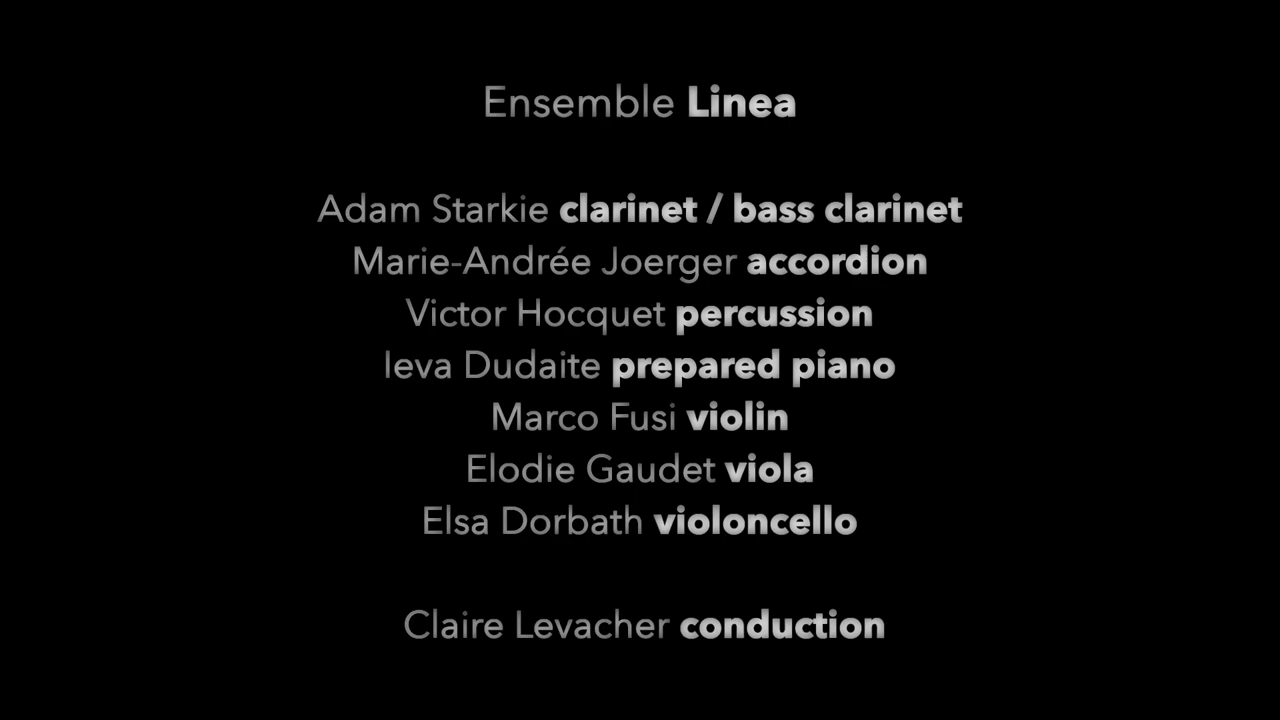 Ensemble Linea
Adam Starkie clarinet / bass clarinet
Marie-Andrée Joerger accordion
Victor Hocquet percussion
Ieva Dudaite prepared piano
Marco Fusi violin
Elodie Gaudet viola
Elsa Dorbath violoncello
Claire Levacher conduction